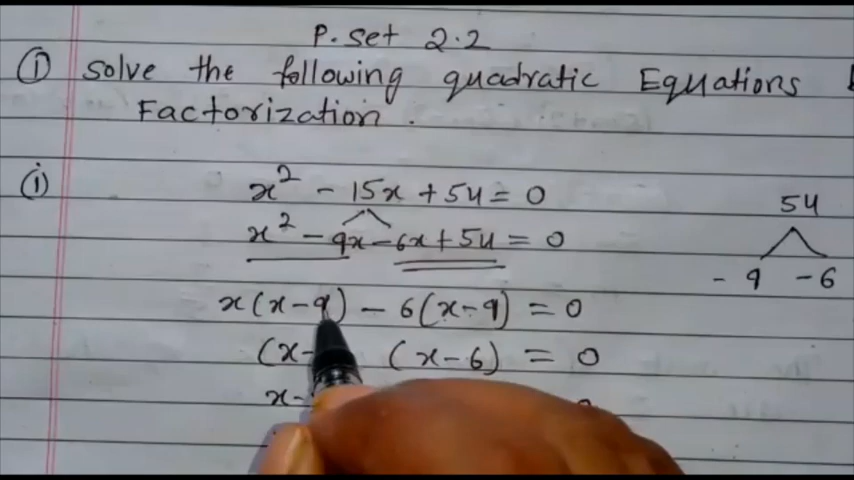 P. Set 2.2
① Solve the following quadratic Equations
Factorization.
(i) x² - 15x + 54 = 0
x² - 9x - 6x + 54 = 0
54
- 9 - 6
x(x-9) - 6(x-9) = 0
(x- (x-6) = 0
x-